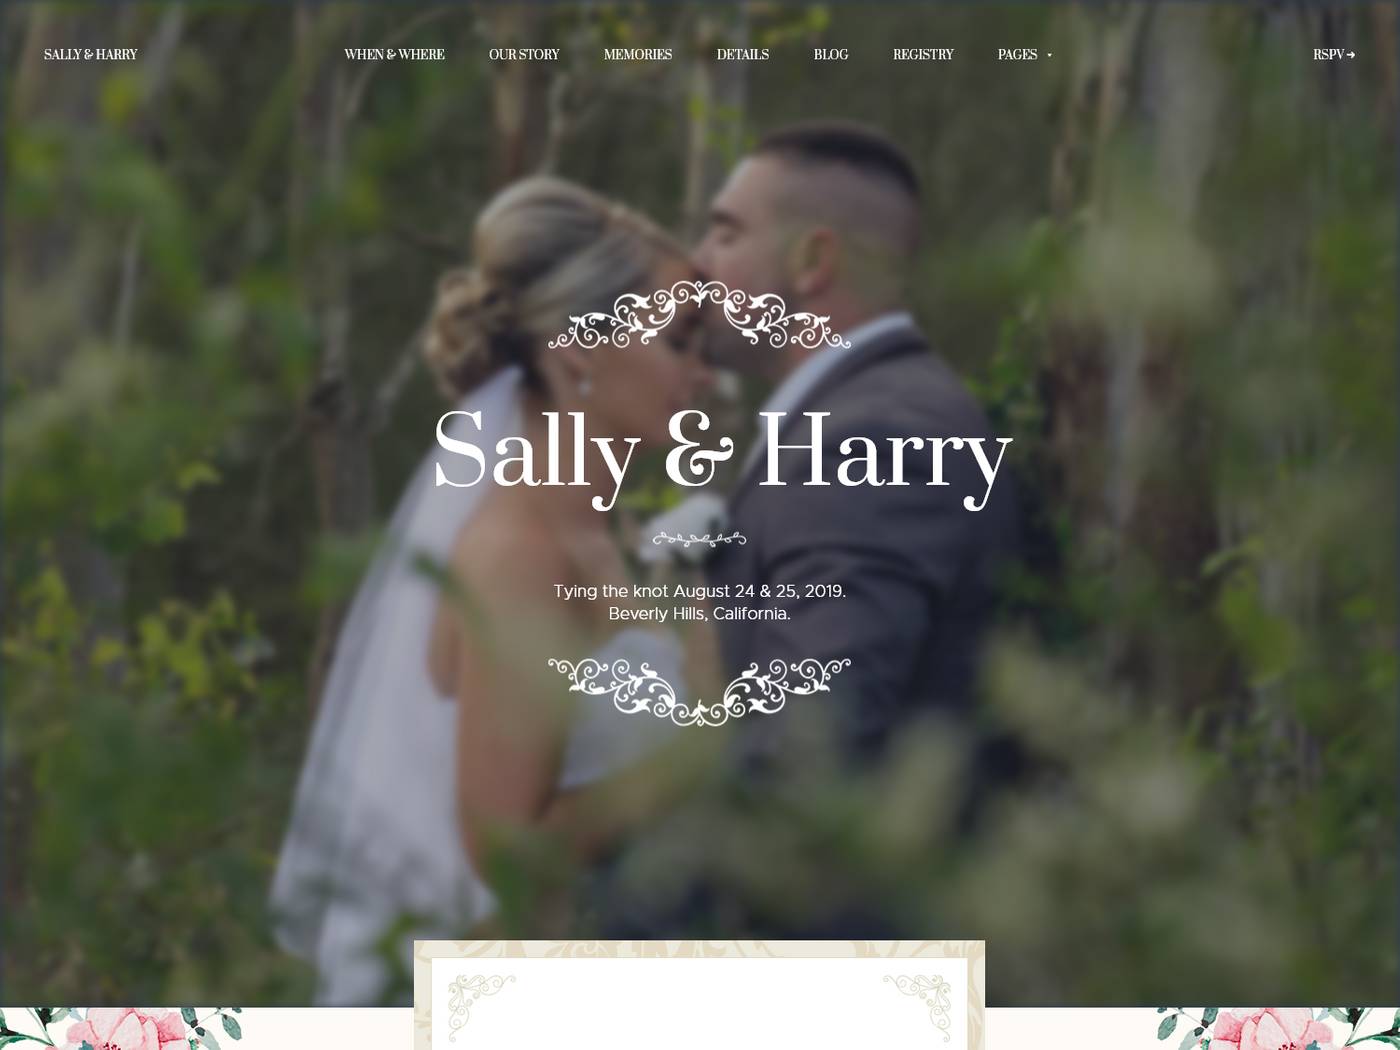 SALLY & HARRY
WHEN & WHERE
OUR STORY
MEMORIES
DETAILS
BLOG
REGISTRY
PAGES
RSPV
Sally & Harry
Tying the knot August 24 & 25, 2019.
Beverly Hills, California.